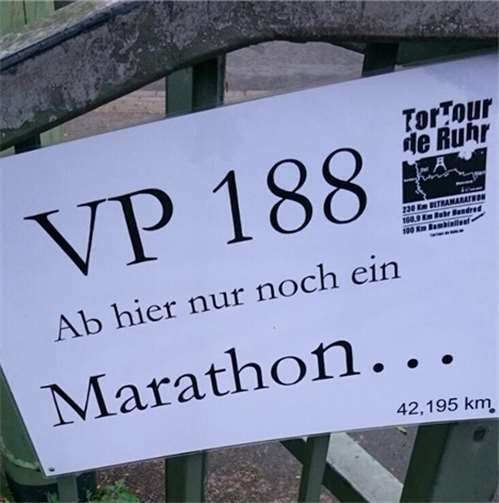 TorTour
de Ruhr
230 Km ULTRAMARATHON
160,9 Km Ruhr Hundred
100 Km Bambinilauf
VP 188
Ab hier nur noch ein
Marathon...
42,195 km